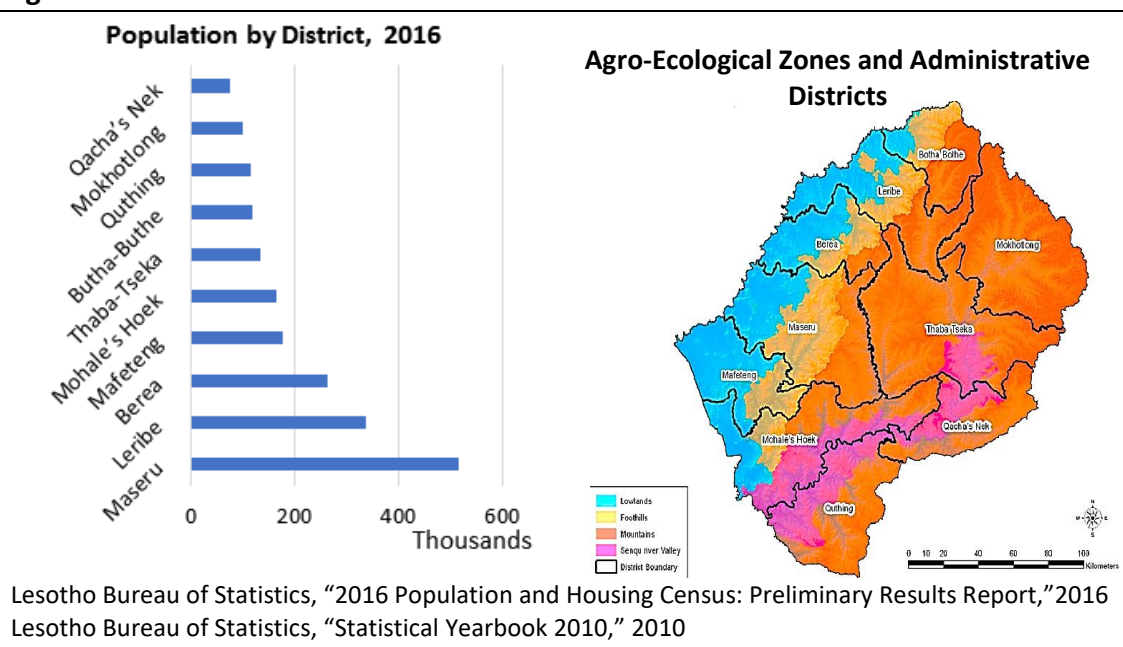 Population by District, 2016
Qacha's Nek
Mokhotlong
Quthing
Butha-Buthe
Thaba-Tseka
Mohale's Hoek
Mafeteng
Berea
Leribe
Maseru
0 200 400 600
Thousands
Agro-Ecological Zones and Administrative
Districts
Botha Bothe
Leribe
Berea
Mokhotlong
Maseru
Thaba Tseka
Mafeteng
Mohale's Hoek
Qacha's Nek
Quthing
Lowlands
Foothills
Mountains
Senqu river Valley
District Boundary
N
W E
S
0 10 20 40 60 80 100
Kilometers
Lesotho Bureau of Statistics, “2016 Population and Housing Census: Preliminary Results Report,”2016
Lesotho Bureau of Statistics, “Statistical Yearbook 2010,” 2010